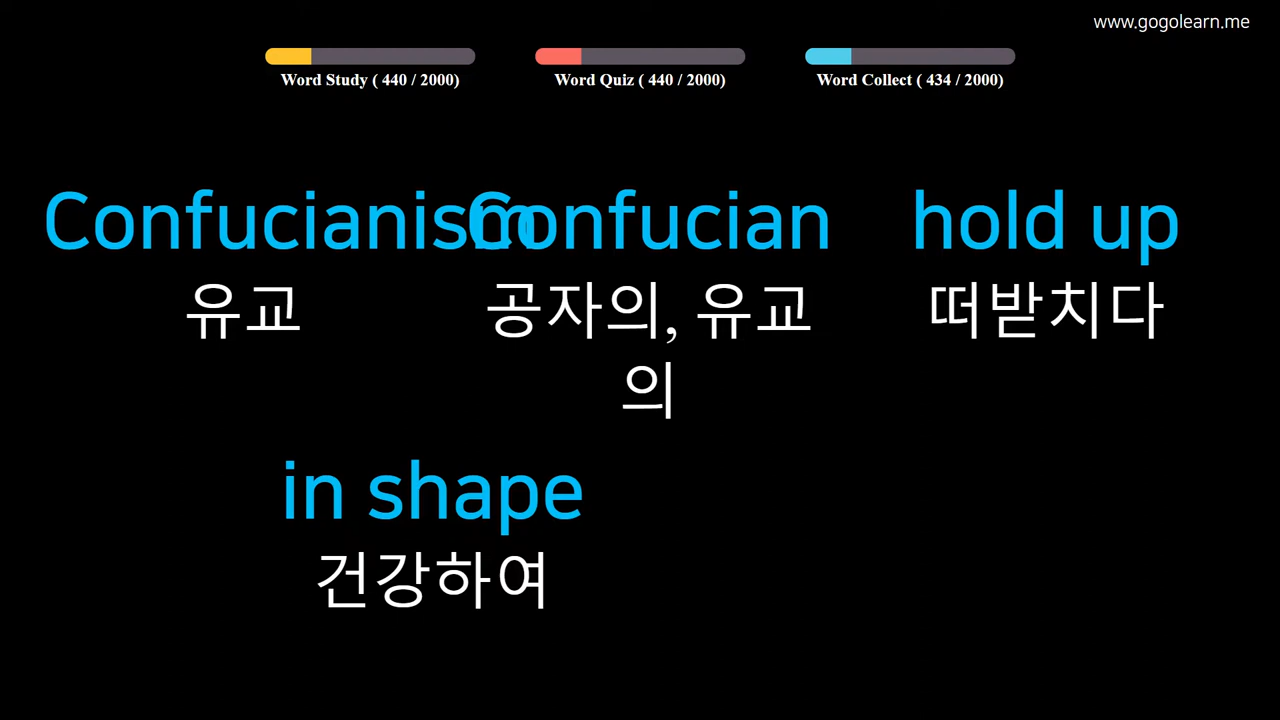 www.gogolearn.me
Word Study ( 440 / 2000)
Word Quiz ( 440 / 2000)
Word Collect ( 434 / 2000)
Confucianism
유교
Confucian
공자의, 유교
의
hold up
떠받치다
in shape
건강하여